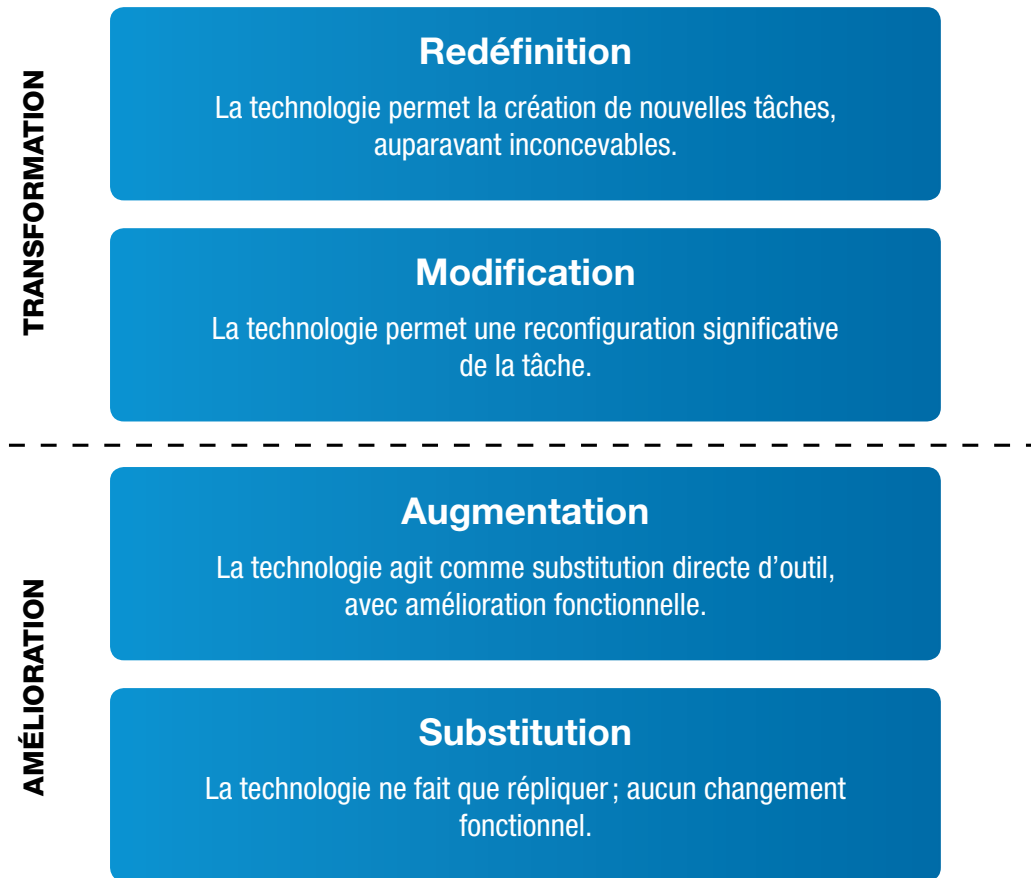 TRANSFORMATION
Redéfinition
La technologie permet la création de nouvelles tâches,
auparavant inconcevables.
Modification
La technologie permet une reconfiguration significative
de la tâche.
AMÉLIORATION
Augmentation
La technologie agit comme substitution directe d’outil,
avec amélioration fonctionnelle.
Substitution
La technologie ne fait que répliquer ; aucun changement
fonctionnel.